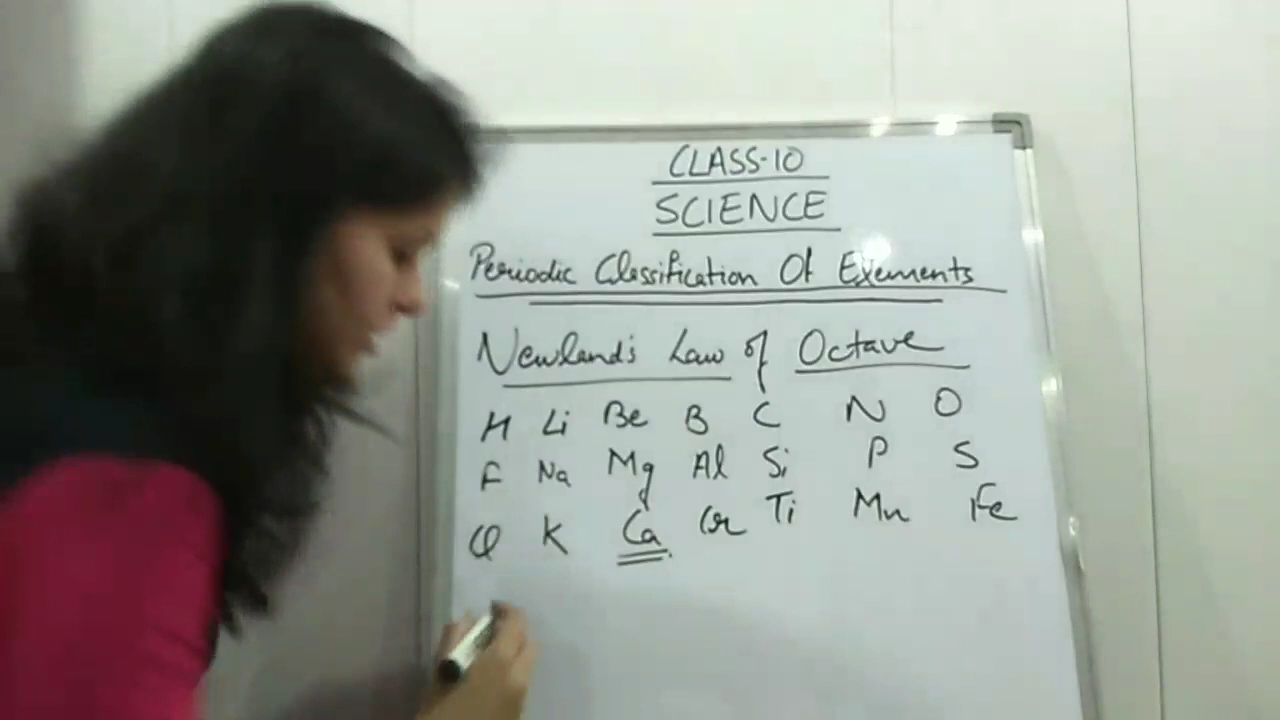 CLASS-10
SCIENCE
Periodic Classification Of Elements
Newland's Law of Octave
H Li Be B C N O
F Na Mg Al Si P S
Cl K Ca Cr Ti Mn Fe